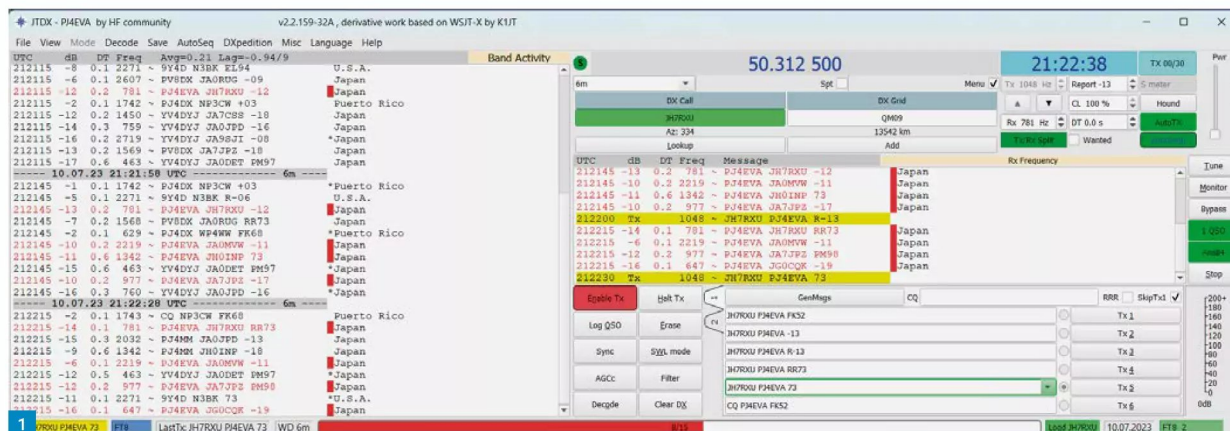 JTDX - PJ4EVA by HF community v2.2.159-32A , derivative work based on WSJT-X by K1JT
File View Mode Decode Save AutoSeq DXpedition Misc Language Help
UTC dB DT Freq Avg=0.21 Lag=-0.94/9 Band Activity
212115 -8 0.1 2271 ~ 9Y4D N3BK EL94 U.S.A.
212115 -6 0.1 2607 ~ PV8DX JA0RUG -09 Japan
212115 -12 0.2 781 ~ PJ4EVA JH7RXU -12 Japan
212115 -2 0.1 1742 ~ PJ4DX NP3CW +03 Puerto Rico
212115 -12 0.2 1450 ~ YV4DYJ JA7CSS -18 Japan
212115 -14 0.3 759 ~ YV4DYJ JA0JPD -16 Japan
212115 -16 0.2 2719 ~ YV4DYJ JA9SJI -08 *Japan
212115 -13 0.2 1569 ~ PV8DX JA7JPZ -18 Japan
212115 -17 0.6 463 ~ YV4DYJ JA0DET PM97 Japan
----- 10.07.23 21:21:58 UTC ------------- 6m ----
212145 -1 0.1 1742 ~ PJ4DX NP3CW +03 *Puerto Rico
212145 -5 0.1 2271 ~ 9Y4D N3BK R-06 U.S.A.
212145 -13 0.2 781 ~ PJ4EVA JH7RXU -12 Japan
212145 -7 0.2 1568 ~ PV8DX JA0RUG RR73 Japan
212145 -2 0.1 629 ~ PJ4DX WP4WW FK68 *Puerto Rico
212145 -10 0.2 2219 ~ PJ4EVA JA0MVW -11 Japan
212145 -11 0.6 1342 ~ PJ4EVA JH0INP 73 Japan
212145 -15 0.6 463 ~ YV4DYJ JA0DET PM97 *Japan
212145 -10 0.2 977 ~ PJ4EVA JA7JPZ -17 Japan
212145 -16 0.3 760 ~ YV4DYJ JA0JPD -16 *Japan
----- 10.07.23 21:22:28 UTC ------------- 6m ----
212215 -2 0.1 1743 ~ CQ NP3CW FK68 Puerto Rico
212215 -14 0.1 781 ~ PJ4EVA JH7RXU RR73 Japan
212215 -15 0.3 2032 ~ PJ4MM JA0JPD -13 Japan
212215 -9 0.6 1342 ~ PJ4MM JH0INP -18 Japan
212215 -6 0.1 2219 ~ PJ4EVA JA0MVW -11 Japan
212215 -12 0.5 463 ~ YV4DYJ JA0DET PM97 *Japan
212215 -12 0.2 977 ~ PJ4EVA JA7JPZ PM98 Japan
212215 -11 0.1 2271 ~ 9Y4D N3BK 73 *U.S.A.
212215 -16 0.1 647 ~ PJ4EVA JG0CQK -19 Japan
S 50.312 500 21:22:38 TX 00/30 Pwr
6m Spt Menu Tx 1048 Hz Report -13 S meter
DX Call DX Grid CL 100 % Hound
JH7RXU QM09 Rx 781 Hz DT 0.0 s AutoTX
Az: 334 13542 km Tx/Rx Split Wanted
Lookup Add
UTC dB DT Freq Message Rx Frequency
212145 -13 0.2 781 ~ PJ4EVA JH7RXU -12 Japan
212145 -10 0.2 2219 ~ PJ4EVA JA0MVW -11 Japan
212145 -11 0.6 1342 ~ PJ4EVA JH0INP 73 Japan
212145 -10 0.2 977 ~ PJ4EVA JA7JPZ -17 Japan
212200 Tx 1048 ~ JH7RXU PJ4EVA R-13
212215 -14 0.1 781 ~ PJ4EVA JH7RXU RR73 Japan
212215 -6 0.1 2219 ~ PJ4EVA JA0MVW -11 Japan
212215 -12 0.2 977 ~ PJ4EVA JA7JPZ PM98 Japan
212215 -16 0.1 647 ~ PJ4EVA JG0CQK -19 Japan
212230 Tx 1048 ~ JH7RXU PJ4EVA 73
Tune
Monitor
Bypass
1 QSO
Stop
Enable Tx Halt Tx 1 GenMsgs CQ RRR SkipTx1
Log QSO Erase 2 JH7RXU PJ4EVA FK52 Tx 1
JH7RXU PJ4EVA -13 Tx 2
Sync SWL mode JH7RXU PJ4EVA R-13 Tx 3
JH7RXU PJ4EVA RR73 Tx 4
AGCc Filter JH7RXU PJ4EVA 73 Tx 5
Decode Clear DX CQ PJ4EVA FK52 Tx 6
200+
180
160
140
120
100
80
60
40
20
0
0dB
1 JH7RXU PJ4EVA 73 FT8 LastTx: JH7RXU PJ4EVA 73 WD 6m 8/15 Load JH7RXU 10.07.2023 FT8 2